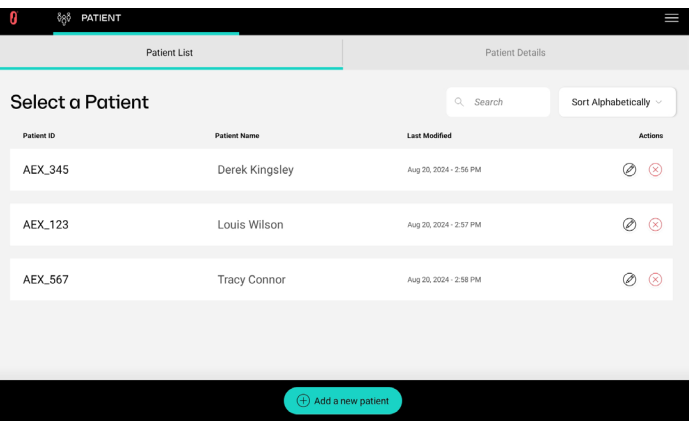 PATIENT
Patient List
Patient Details
Select a Patient
Search
Sort Alphabetically
Patient ID Patient Name Last Modified Actions
AEX_345 Derek Kingsley Aug 20, 2024 - 2:56 PM
AEX_123 Louis Wilson Aug 20, 2024 - 2:57 PM
AEX_567 Tracy Connor Aug 20, 2024 - 2:58 PM
Add a new patient